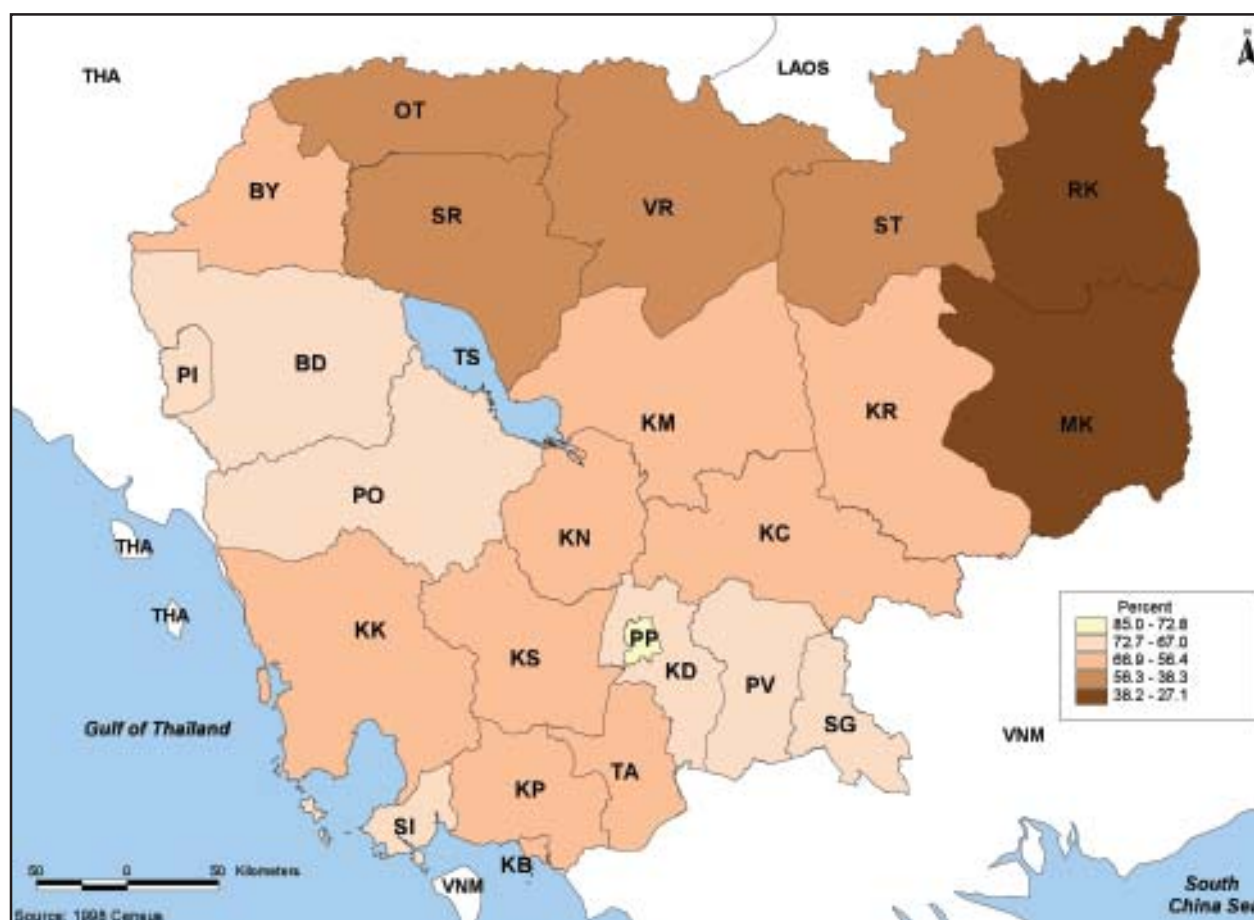 THA
LAOS
OT
BY
SR
VR
ST
RK
PI
BD
TS
KM
KR
MK
PO
KN
KC
THA
THA
KK
KS
PP
KD
PV
SG
Percent
85.0 - 72.8
72.7 - 67.0
66.9 - 56.4
56.3 - 38.3
38.2 - 27.1
Gulf of Thailand
VNM
TA
KP
SI
KB
VNM
50 0 50 Kilometers
South
China Sea
Source: 1998 Census